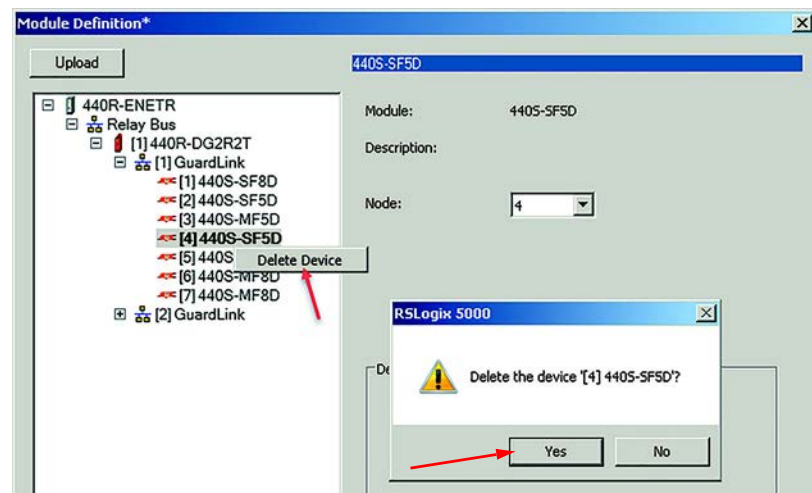 Module Definition*
Upload
440S-SF5D
440R-ENETR
Relay Bus
[1] 440R-DG2R2T
[1] GuardLink
[1] 440S-SF8D
[2] 440S-SF5D
[3] 440S-MF5D
[4] 440S-SF5D
[5] 440S
[6] 440S-MF8D
[7] 440S-MF8D
[2] GuardLink
Delete Device
Module: 440S-SF5D
Description:
Node: 4
De
RSLogix 5000
Delete the device '[4] 440S-SF5D'?
Yes No